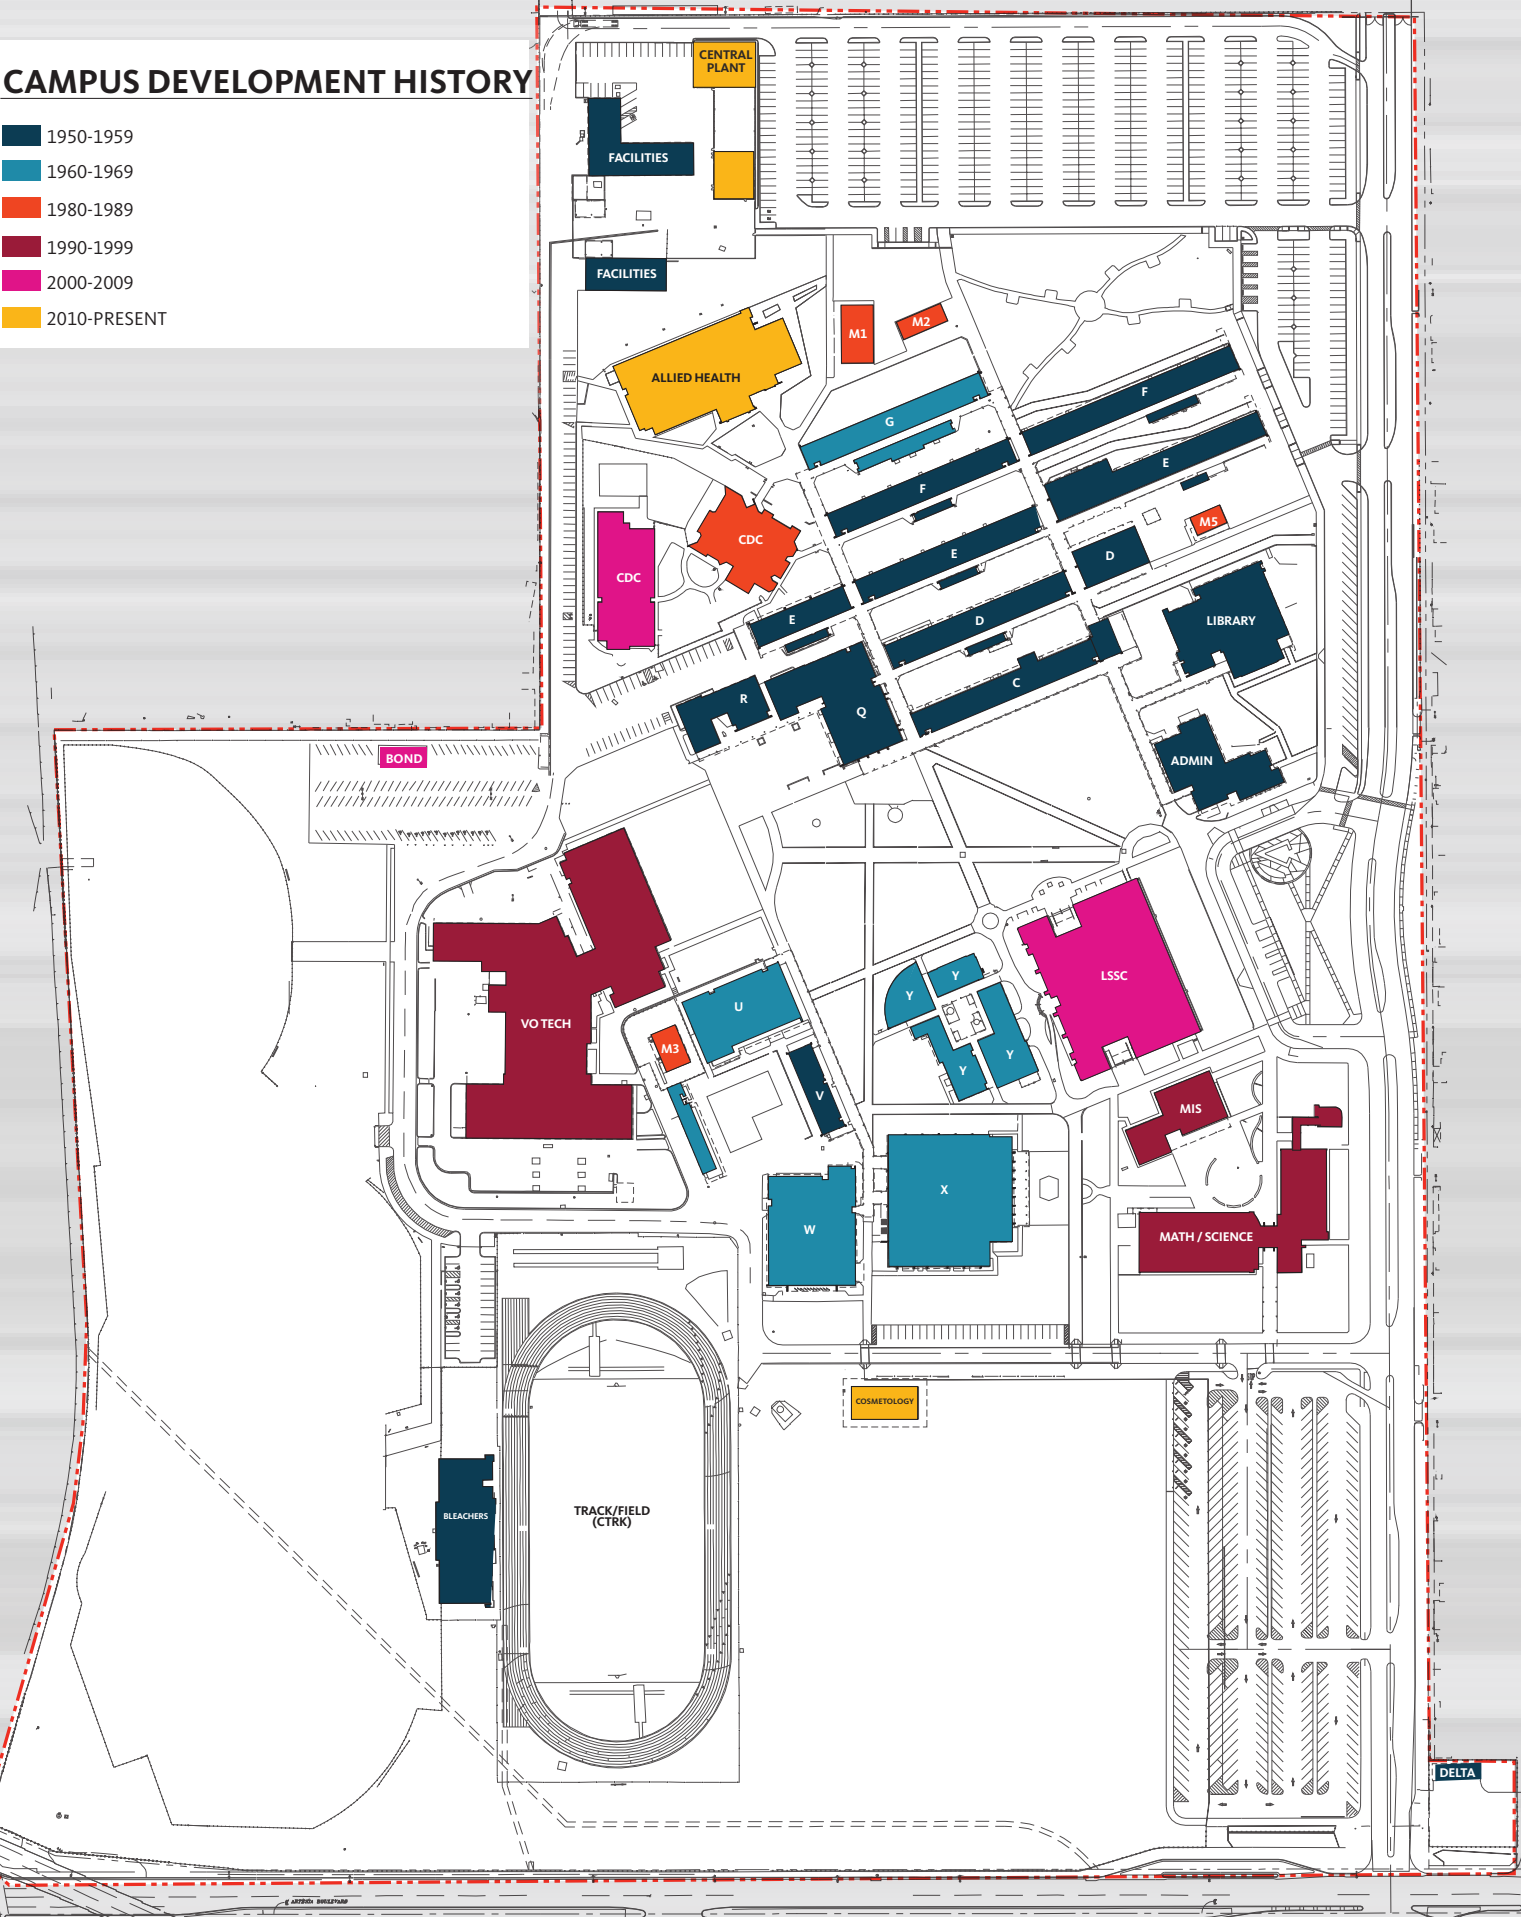 CAMPUS DEVELOPMENT HISTORY
1950-1959
1960-1969
1980-1989
1990-1999
2000-2009
2010-PRESENT
CENTRAL
PLANT
FACILITIES
FACILITIES
M1
M2
ALLIED HEALTH
F
G
E
F
M5
CDC
E
D
CDC
E
D
LIBRARY
C
R
Q
BOND
ADMIN
LSSC
Y
Y
U
VO TECH
M3
Y
Y
V
MIS
X
W
MATH / SCIENCE
COSMETOLOGY
TRACK/FIELD
(CTRK)
BLEACHERS
DELTA
ARTESIA BOULEVARD